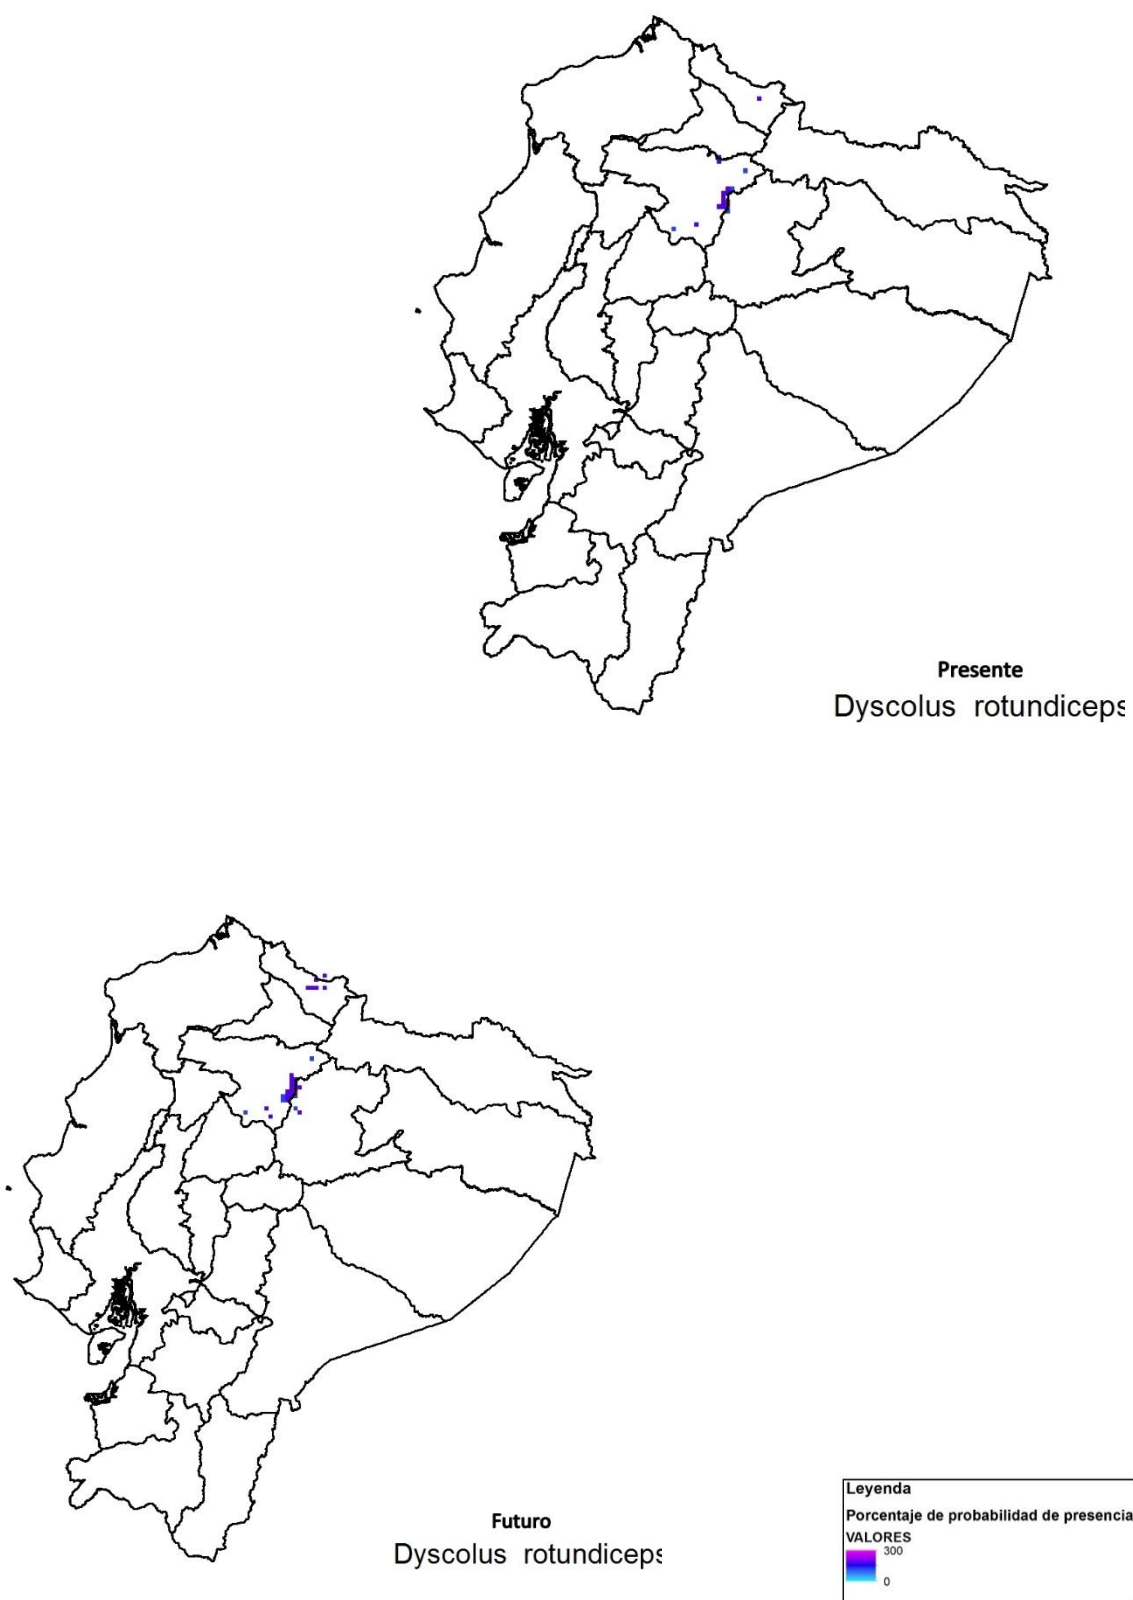 Presente
Dyscolus rotundiceps
Futuro
Dyscolus rotundiceps
Leyenda
Porcentaje de probabilidad de presencia
VALORES
300
0